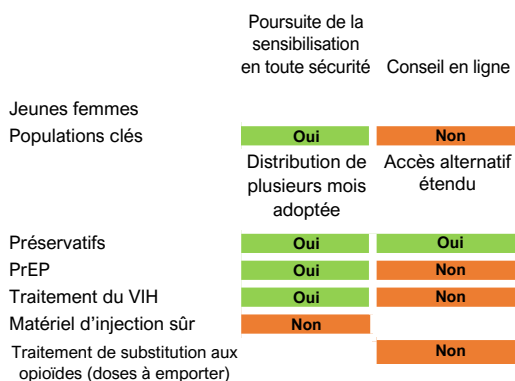 Poursuite de la
sensibilisation
en toute sécurité Conseil en ligne
Jeunes femmes
Populations clés Oui Non
Distribution de Accès alternatif
plusieurs mois étendu
adoptée
Préservatifs Oui Oui
PrEP Oui Non
Traitement du VIH Oui Non
Matériel d'injection sûr Non
Traitement de substitution aux Non
opioïdes (doses à emporter)